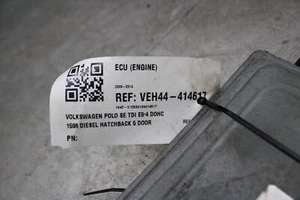 ECU (ENGINE)
2009-2014
REF: VEH44-414617
VOLKSWAGEN POLO SE TDI E5-4 DOHC
1598 DIESEL HATCHBACK 5 DOOR
PN: